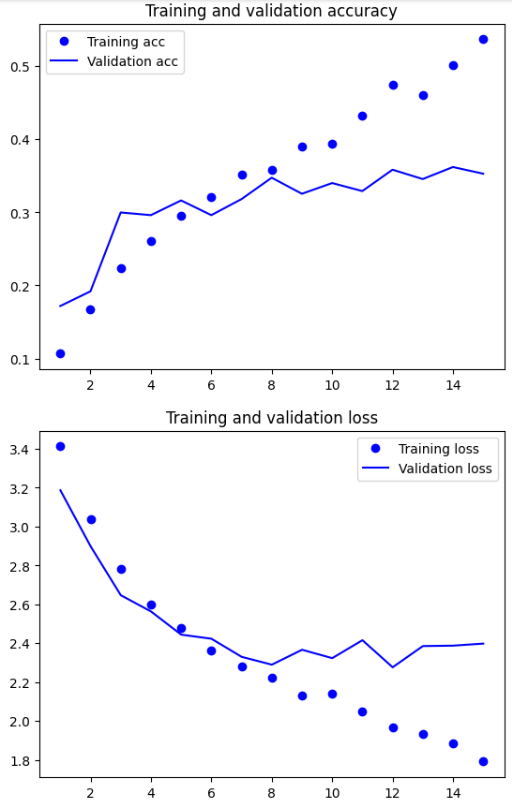 Training and validation accuracy
Training acc
Validation acc
0.5
0.4
0.3
0.2
0.1
2 4 6 8 10 12 14
Training and validation loss
Training loss
Validation loss
3.4
3.2
3.0
2.8
2.6
2.4
2.2
2.0
1.8
2 4 6 8 10 12 14